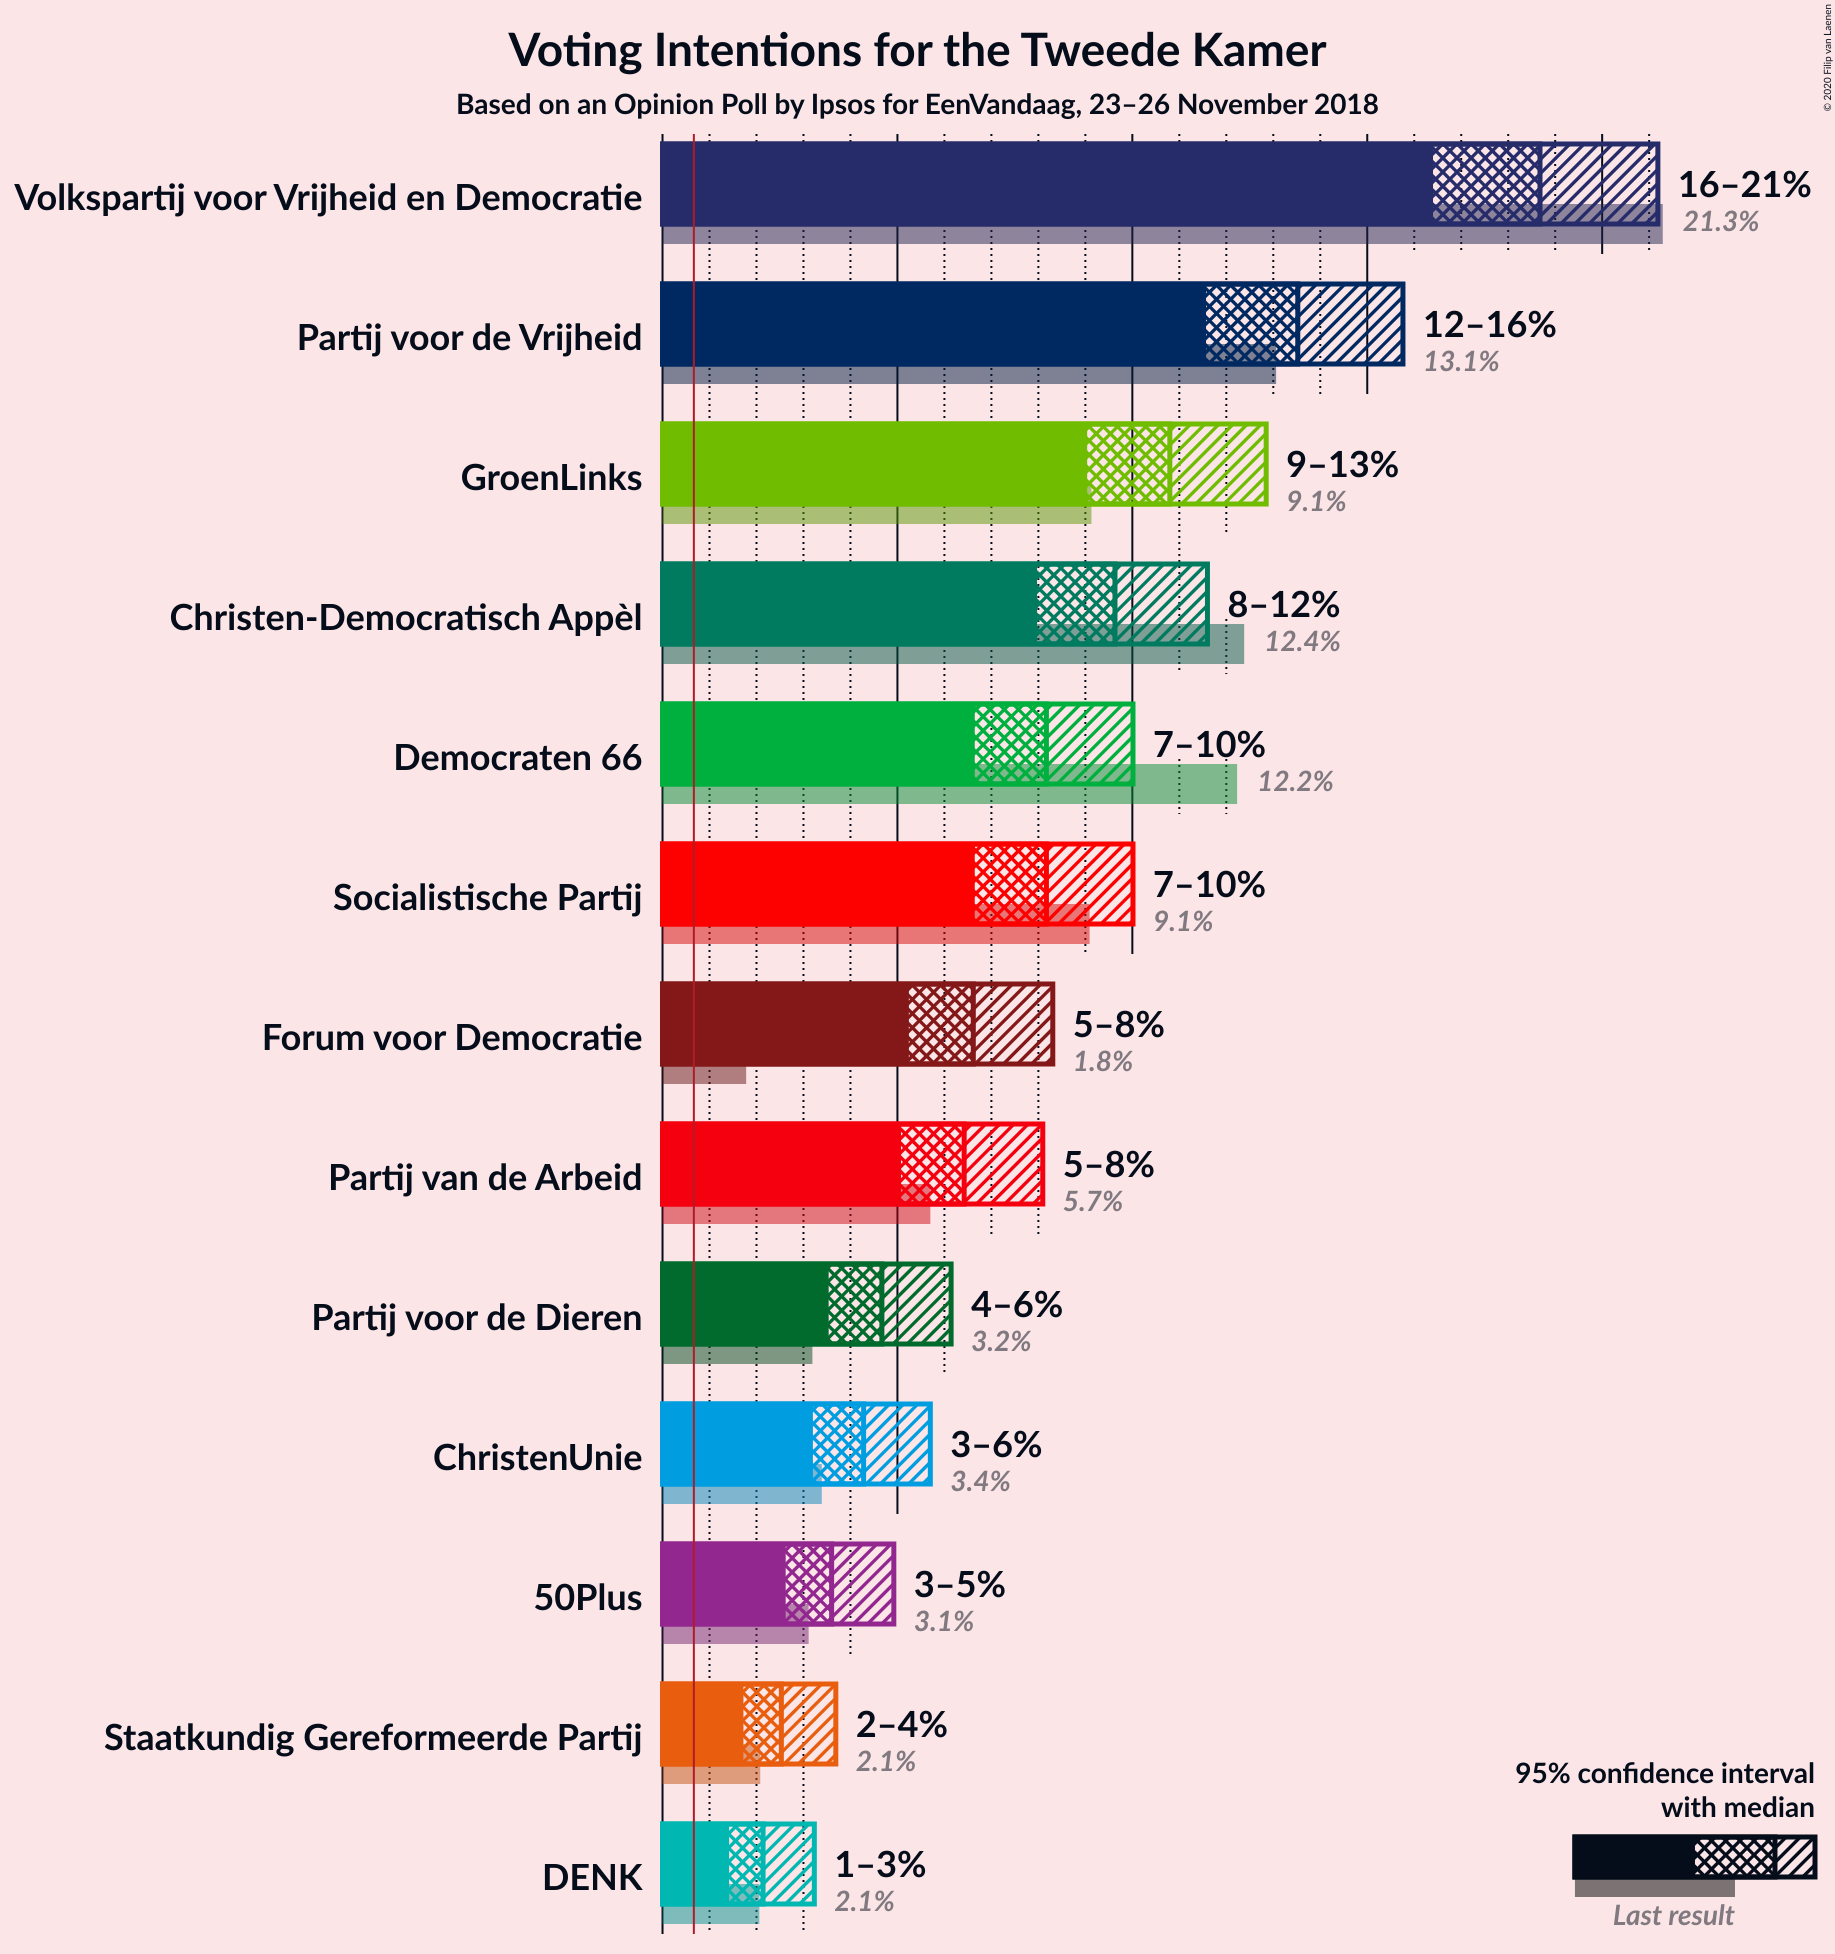 Voting Intentions for the Tweede Kamer
Based on an Opinion Poll by Ipsos for EenVandaag, 23–26 November 2018
© 2020 Filip van Laenen
Volkspartij voor Vrijheid en Democratie
16–21%
21.3%
Partij voor de Vrijheid
12–16%
13.1%
GroenLinks
9–13%
9.1%
Christen-Democratisch Appèl
8–12%
12.4%
Democraten 66
7–10%
12.2%
Socialistische Partij
7–10%
9.1%
Forum voor Democratie
5–8%
1.8%
Partij van de Arbeid
5–8%
5.7%
Partij voor de Dieren
4–6%
3.2%
ChristenUnie
3–6%
3.4%
50Plus
3–5%
3.1%
Staatkundig Gereformeerde Partij
2–4%
2.1%
DENK
1–3%
2.1%
95% confidence interval
with median
Last result